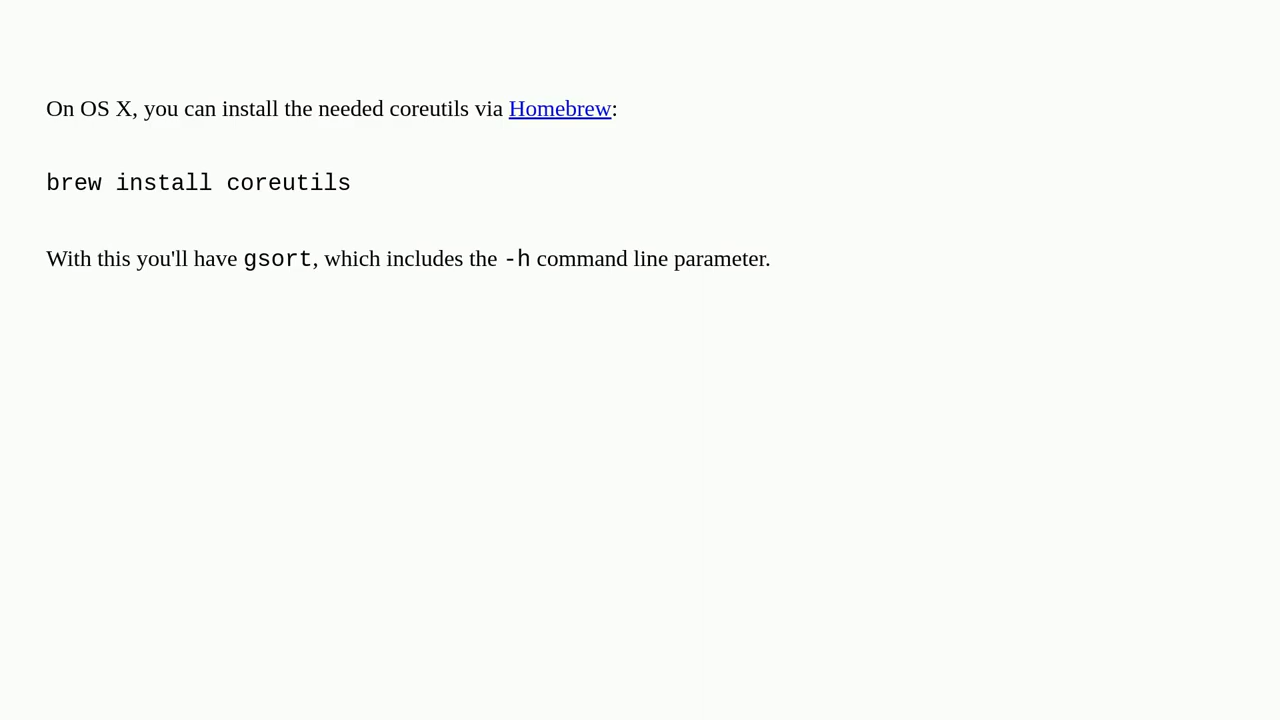 On OS X, you can install the needed coreutils via Homebrew:
brew install coreutils
With this you'll have gsort, which includes the -h command line parameter.